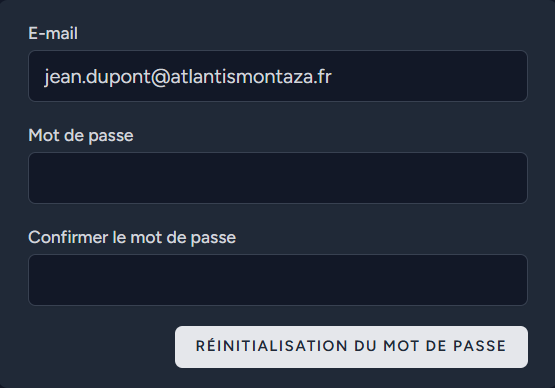 E-mail
jean.dupont@atlantismontaza.fr
Mot de passe
Confirmer le mot de passe
RÉINITIALISATION DU MOT DE PASSE